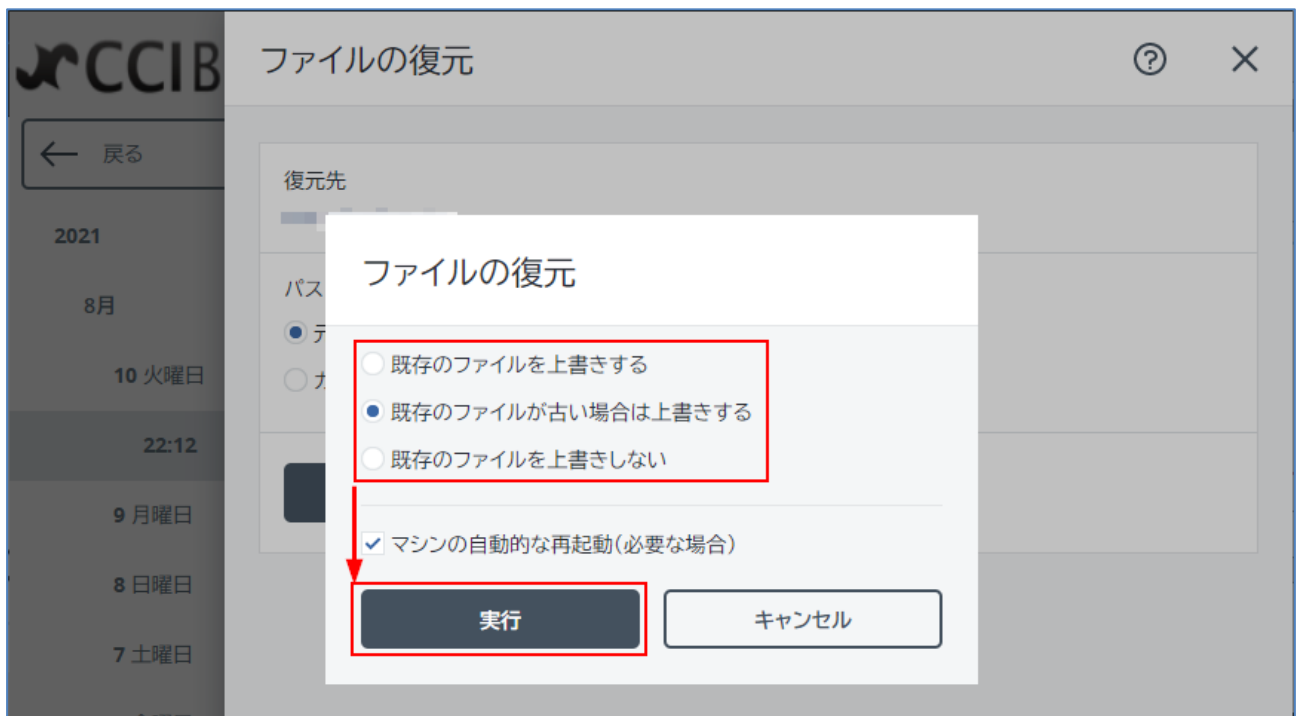 CCIB
ファイルの復元
戻る
2021
8月
10 火曜日
22:12
9 月曜日
8 日曜日
7 土曜日
復元先
パス
ファイルの復元
既存のファイルを上書きする
既存のファイルが古い場合は上書きする
既存のファイルを上書きしない
マシンの自動的な再起動(必要な場合)
実行
キャンセル